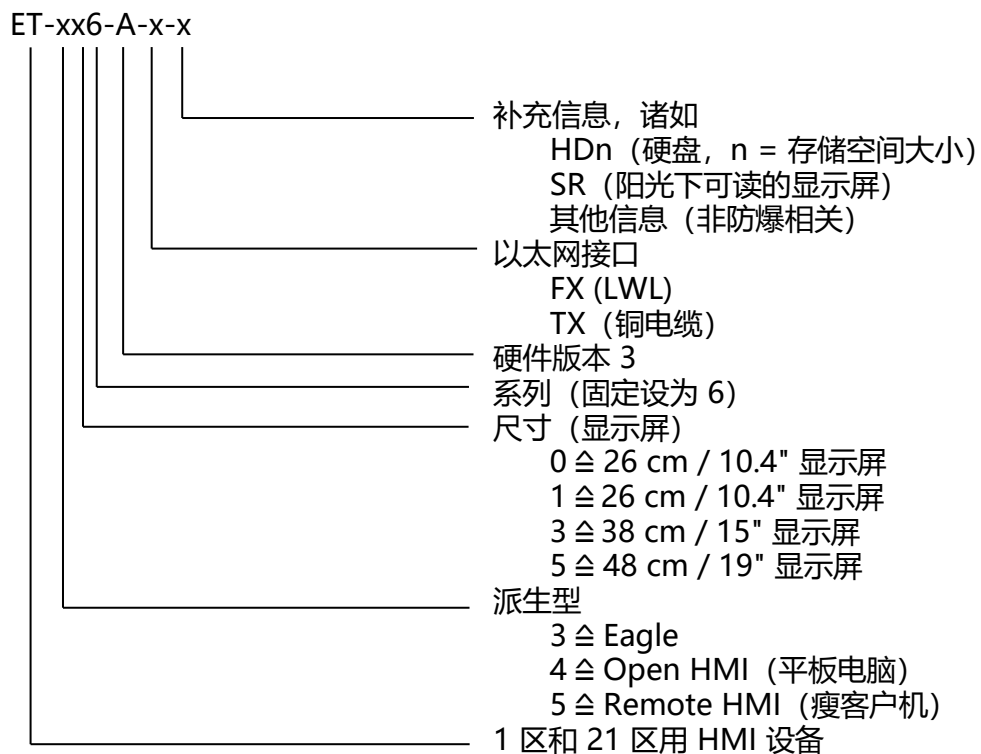 ET-xx6-A-x-x
补充信息，诸如
HDn（硬盘，n = 存储空间大小）
SR（阳光下可读的显示屏）
其他信息（非防爆相关）
以太网接口
FX (LWL)
TX（铜电缆）
硬件版本 3
系列（固定设为 6）
尺寸（显示屏）
0 ≙ 26 cm / 10.4" 显示屏
1 ≙ 26 cm / 10.4" 显示屏
3 ≙ 38 cm / 15" 显示屏
5 ≙ 48 cm / 19" 显示屏
派生型
3 ≙ Eagle
4 ≙ Open HMI（平板电脑）
5 ≙ Remote HMI（瘦客户机）
1 区和 21 区用 HMI 设备